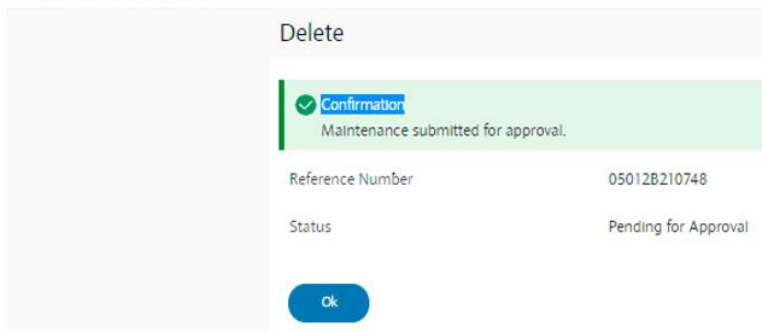 Delete
Confirmation
Maintenance submitted for approval.
Reference Number 05012B210748
Status Pending for Approval
Ok